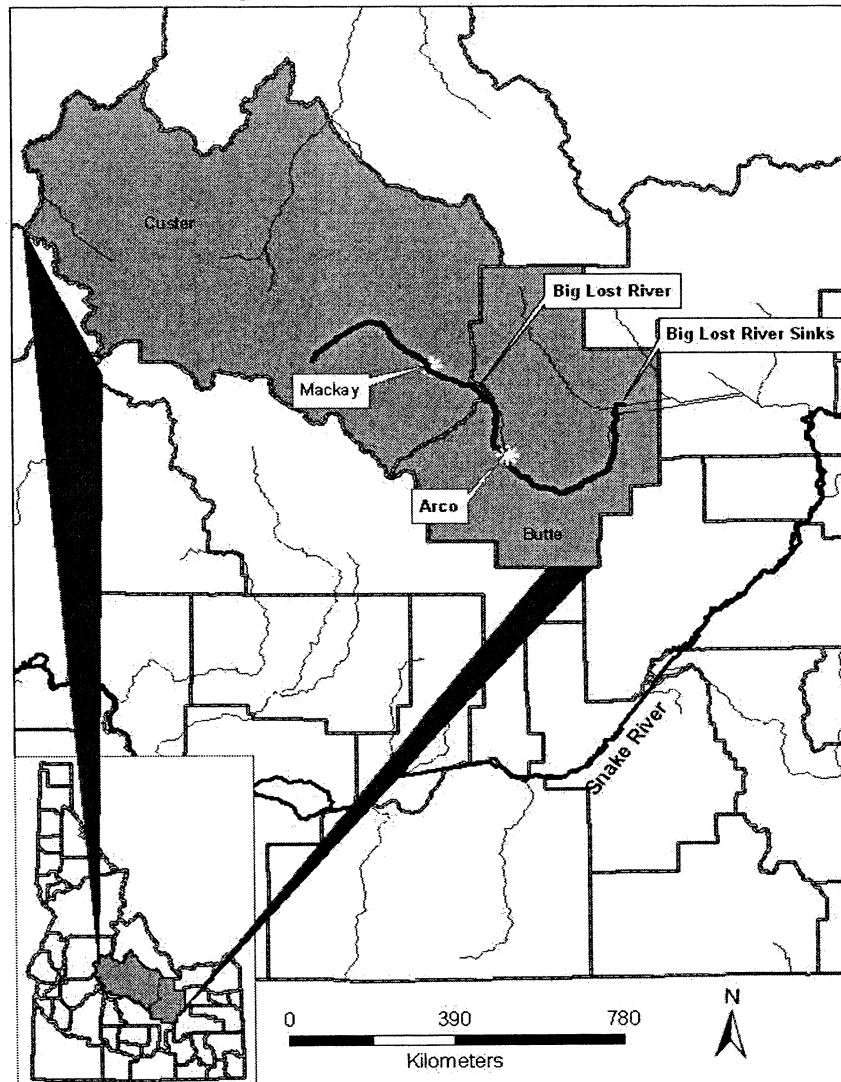 Custer
Big Lost River
Big Lost River Sinks
Mackay
Arco
Butte
Snake River
N
0 390 780
Kilometers